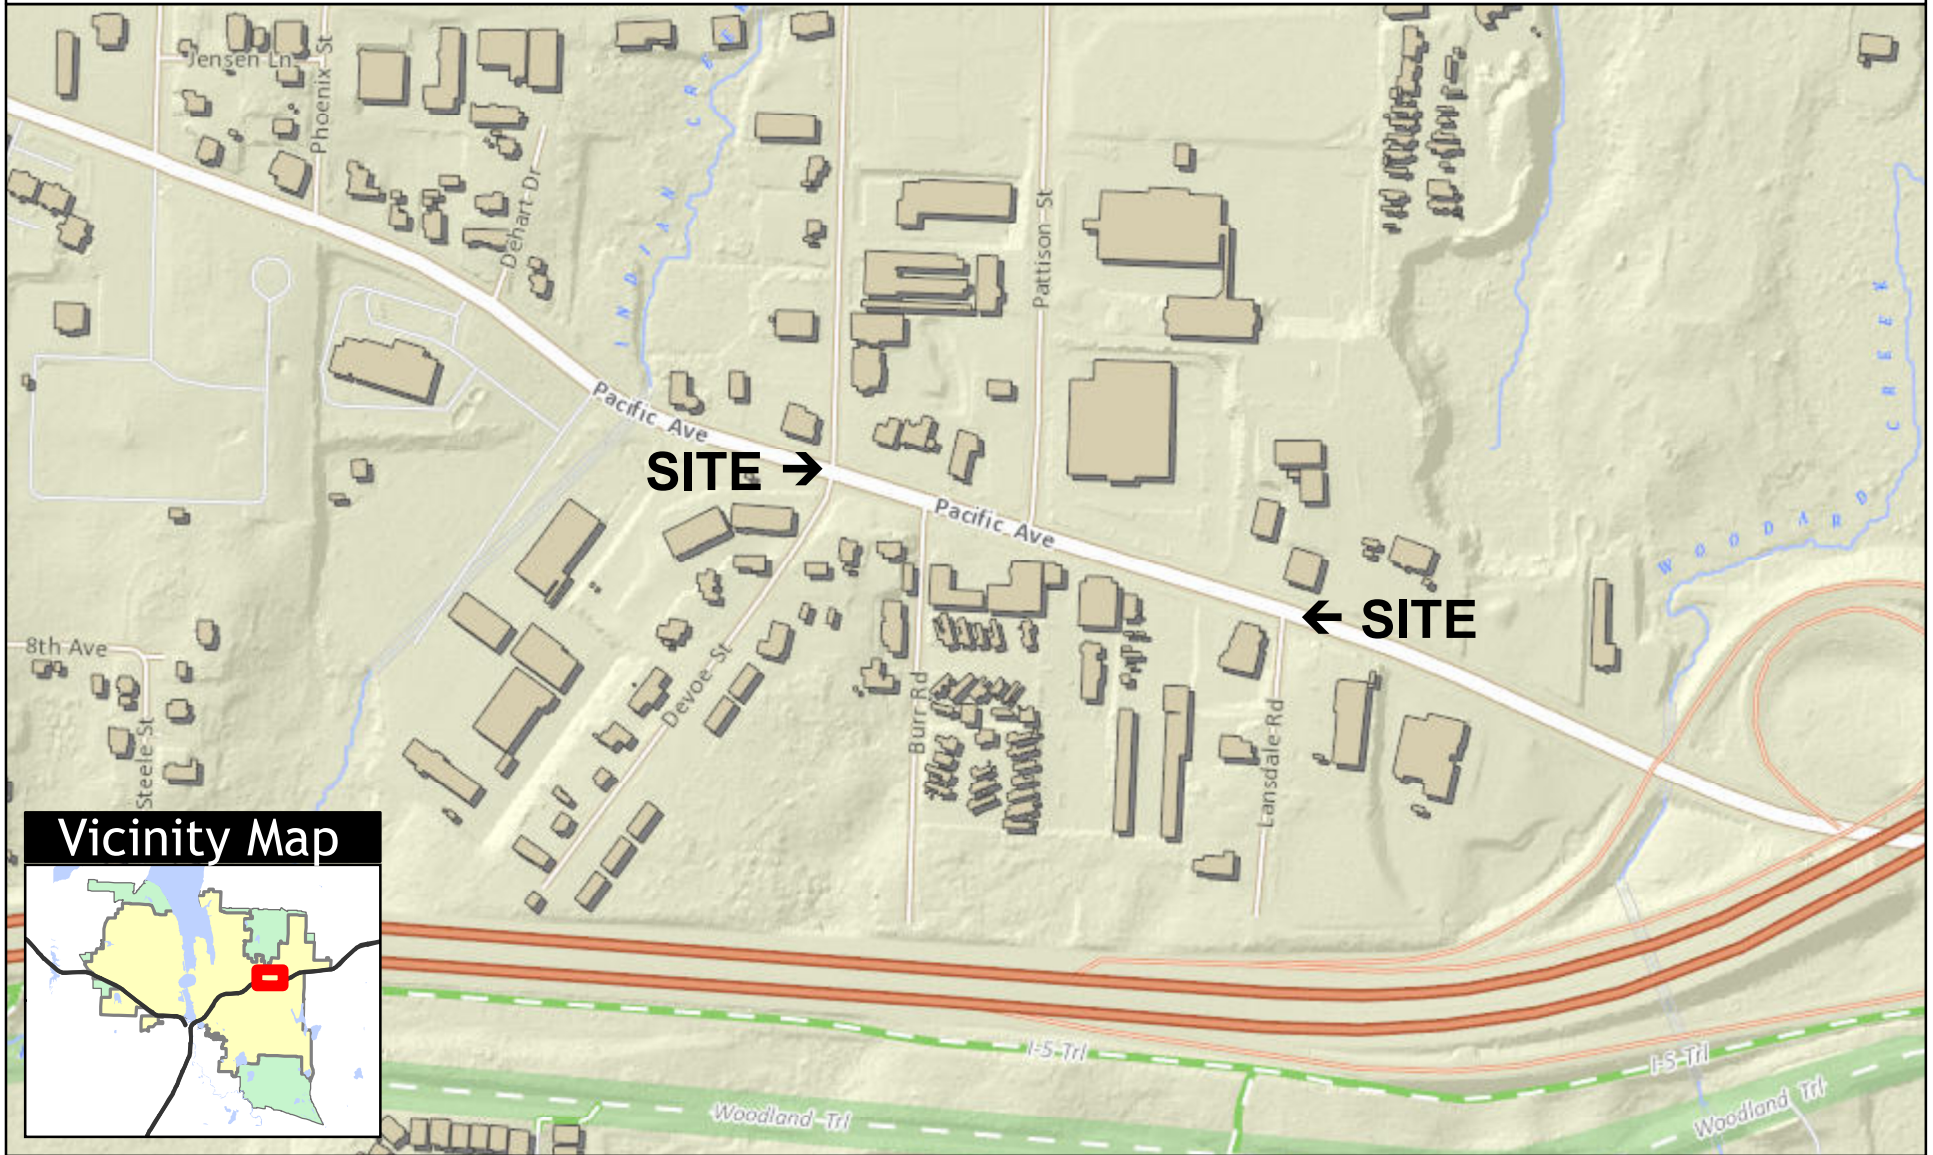 Jensen Ln
Phoenix St
INDIAN CREE
Dehart Dr
Pattison St
WOODARD CREEK
Pacific Ave
SITE →
Pacific Ave
← SITE
8th Ave
Steele St
Devoe St
Burr Rd
Lansdale Rd
Vicinity Map
I-5 Trl
I-5 Trl
Woodland Trl
Woodland Trl